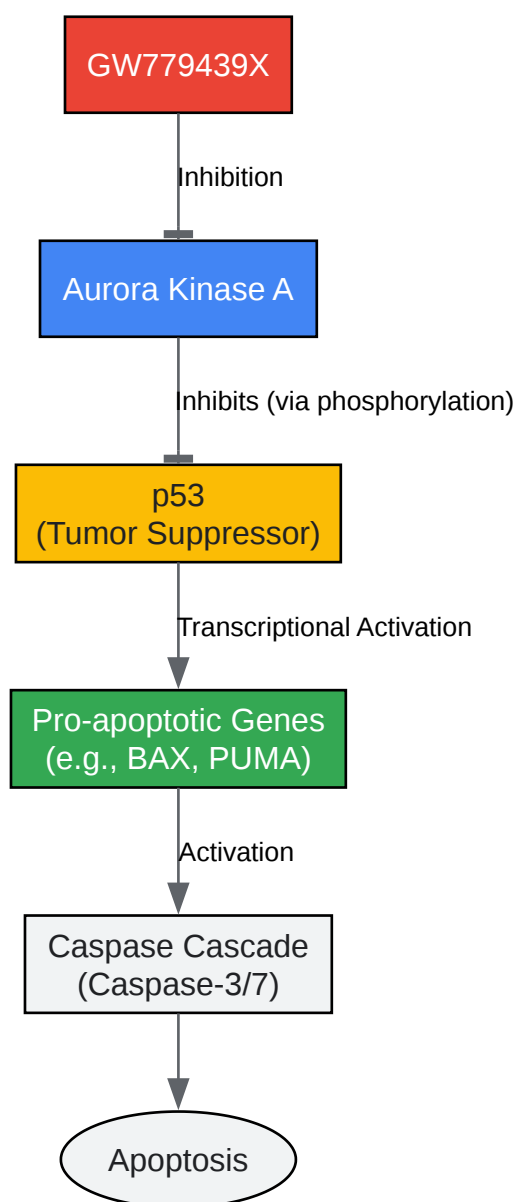 GW779439X
Inhibition
Aurora Kinase A
Inhibits (via phosphorylation)
p53
(Tumor Suppressor)
Transcriptional Activation
Pro-apoptotic Genes
(e.g., BAX, PUMA)
Activation
Caspase Cascade
(Caspase-3/7)
Apoptosis